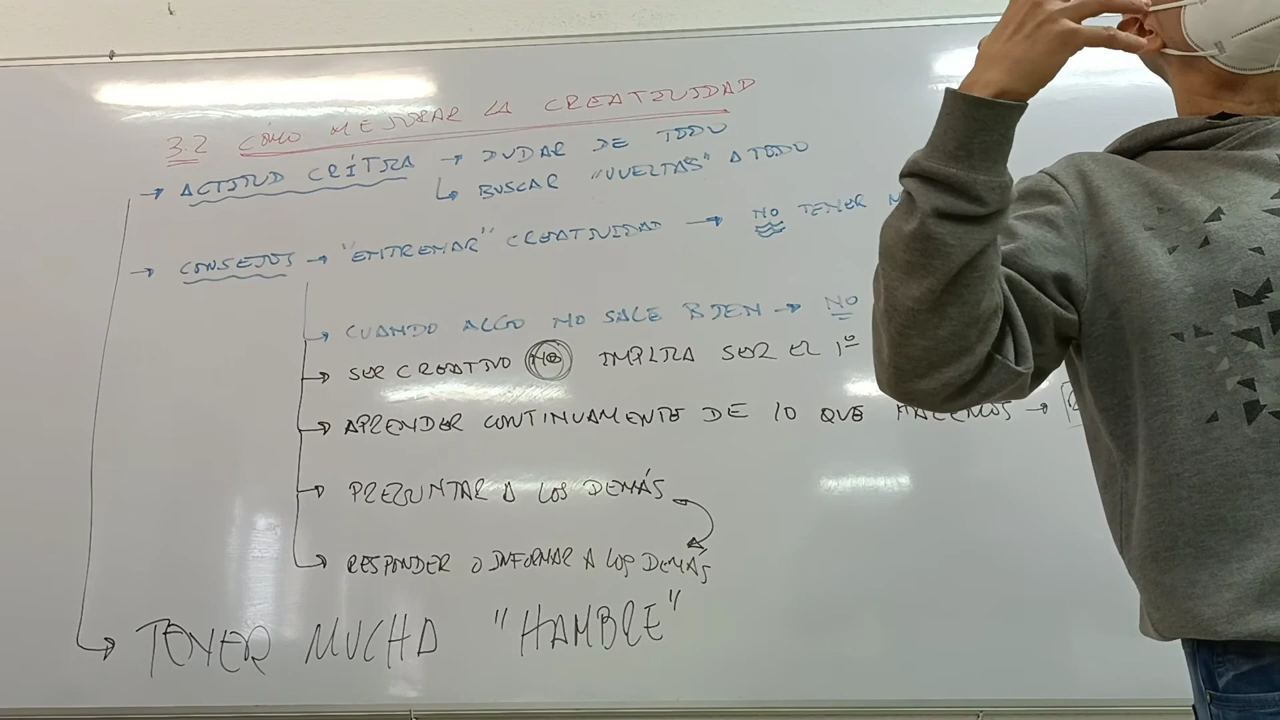 3.2 CÓMO MEJORAR LA CREATIVIDAD
→ ACTITUD CRÍTICA → DUDAR DE TODO
↳ BUSCAR "VUELTAS" A TODO
→ CONSEJOS → "ENTRENAR" CREATIVIDAD → NO TENER
↳ CUANDO ALGO NO SALE BIEN → NO
→ SER CREATIVO NO IMPLICA SER EL 1º
→ APRENDER CONTINUAMENTE DE LO QUE HACEMOS →
→ PREGUNTAR A LOS DEMÁS
→ RESPONDER O INFORMAR A LOS DEMÁS
→ TENER MUCHA "HAMBRE"